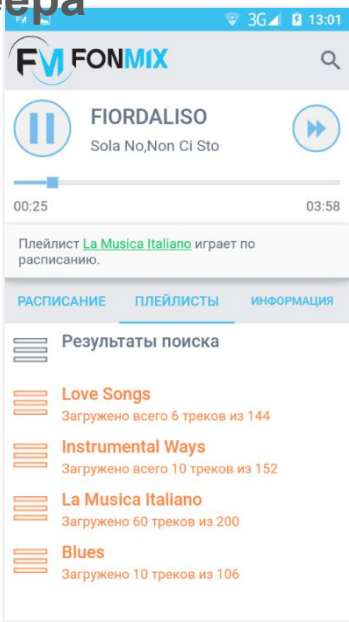 еера
3G 13:01
FM FONMIX
FIORDALISO
Sola No,Non Ci Sto
00:25 03:58
Плейлист La Musica Italiano играет по
расписанию.
РАСПИСАНИЕ ПЛЕЙЛИСТЫ ИНФОРМАЦИЯ
Результаты поиска
Love Songs
Загружено всего 6 треков из 144
Instrumental Ways
Загружено всего 10 треков из 152
La Musica Italiano
Загружено 60 треков из 200
Blues
Загружено 10 треков из 106